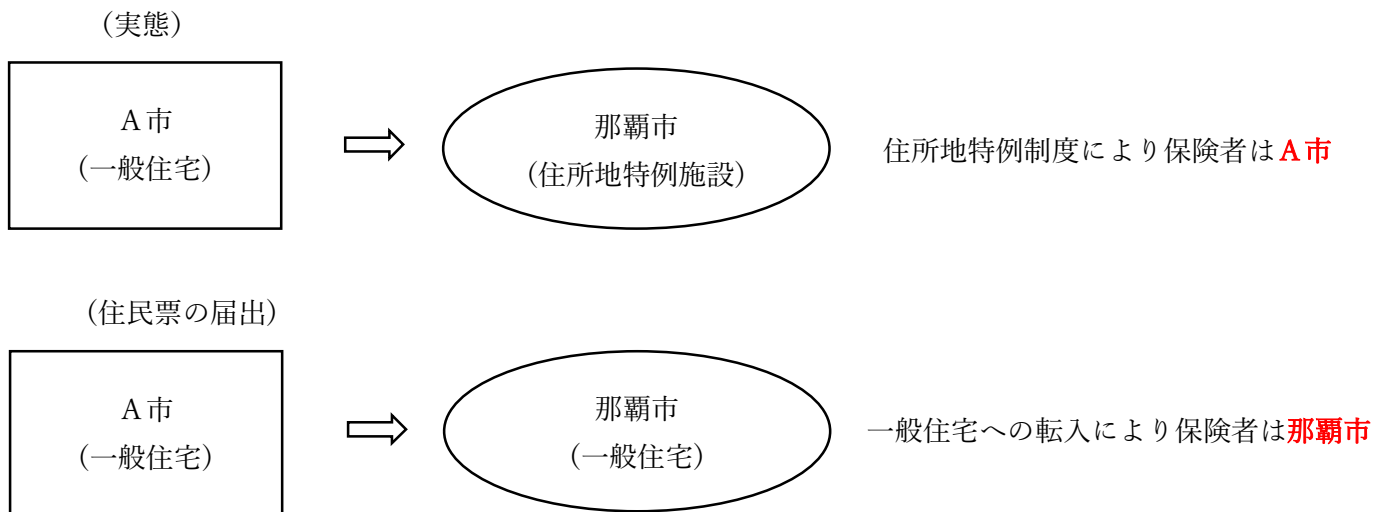 （実態）
Ａ市
（一般住宅）
那覇市
（住所地特例施設）
住所地特例制度により保険者はＡ市
（住民票の届出）
Ａ市
（一般住宅）
那覇市
（一般住宅）
一般住宅への転入により保険者は那覇市